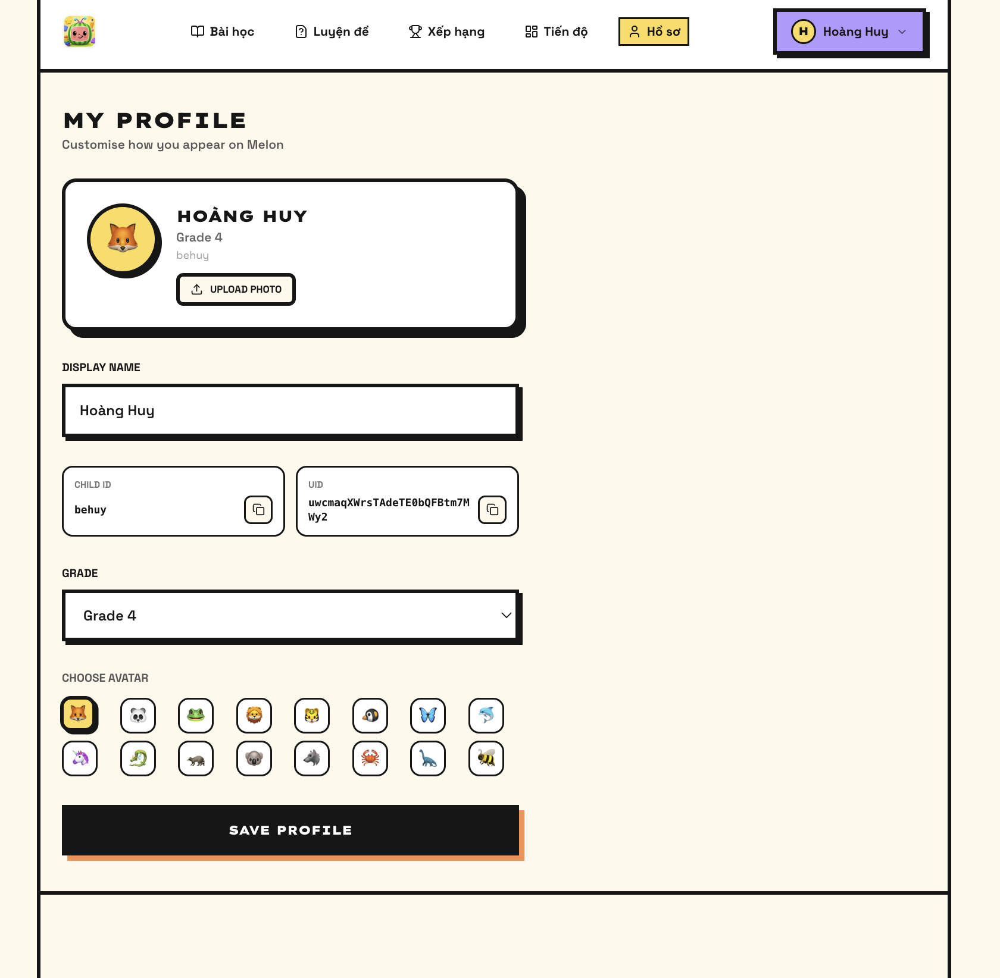 Bài học
Luyện đề
Xếp hạng
Tiến độ
Hồ sơ
H
Hoàng Huy
MY PROFILE
Customise how you appear on Melon
HOÀNG HUY
Grade 4
behuy
UPLOAD PHOTO
DISPLAY NAME
Hoàng Huy
CHILD ID
behuy
UID
uwcmaqXWrsTAdeTE0bQFBtm7M
Wy2
GRADE
Grade 4
CHOOSE AVATAR
SAVE PROFILE